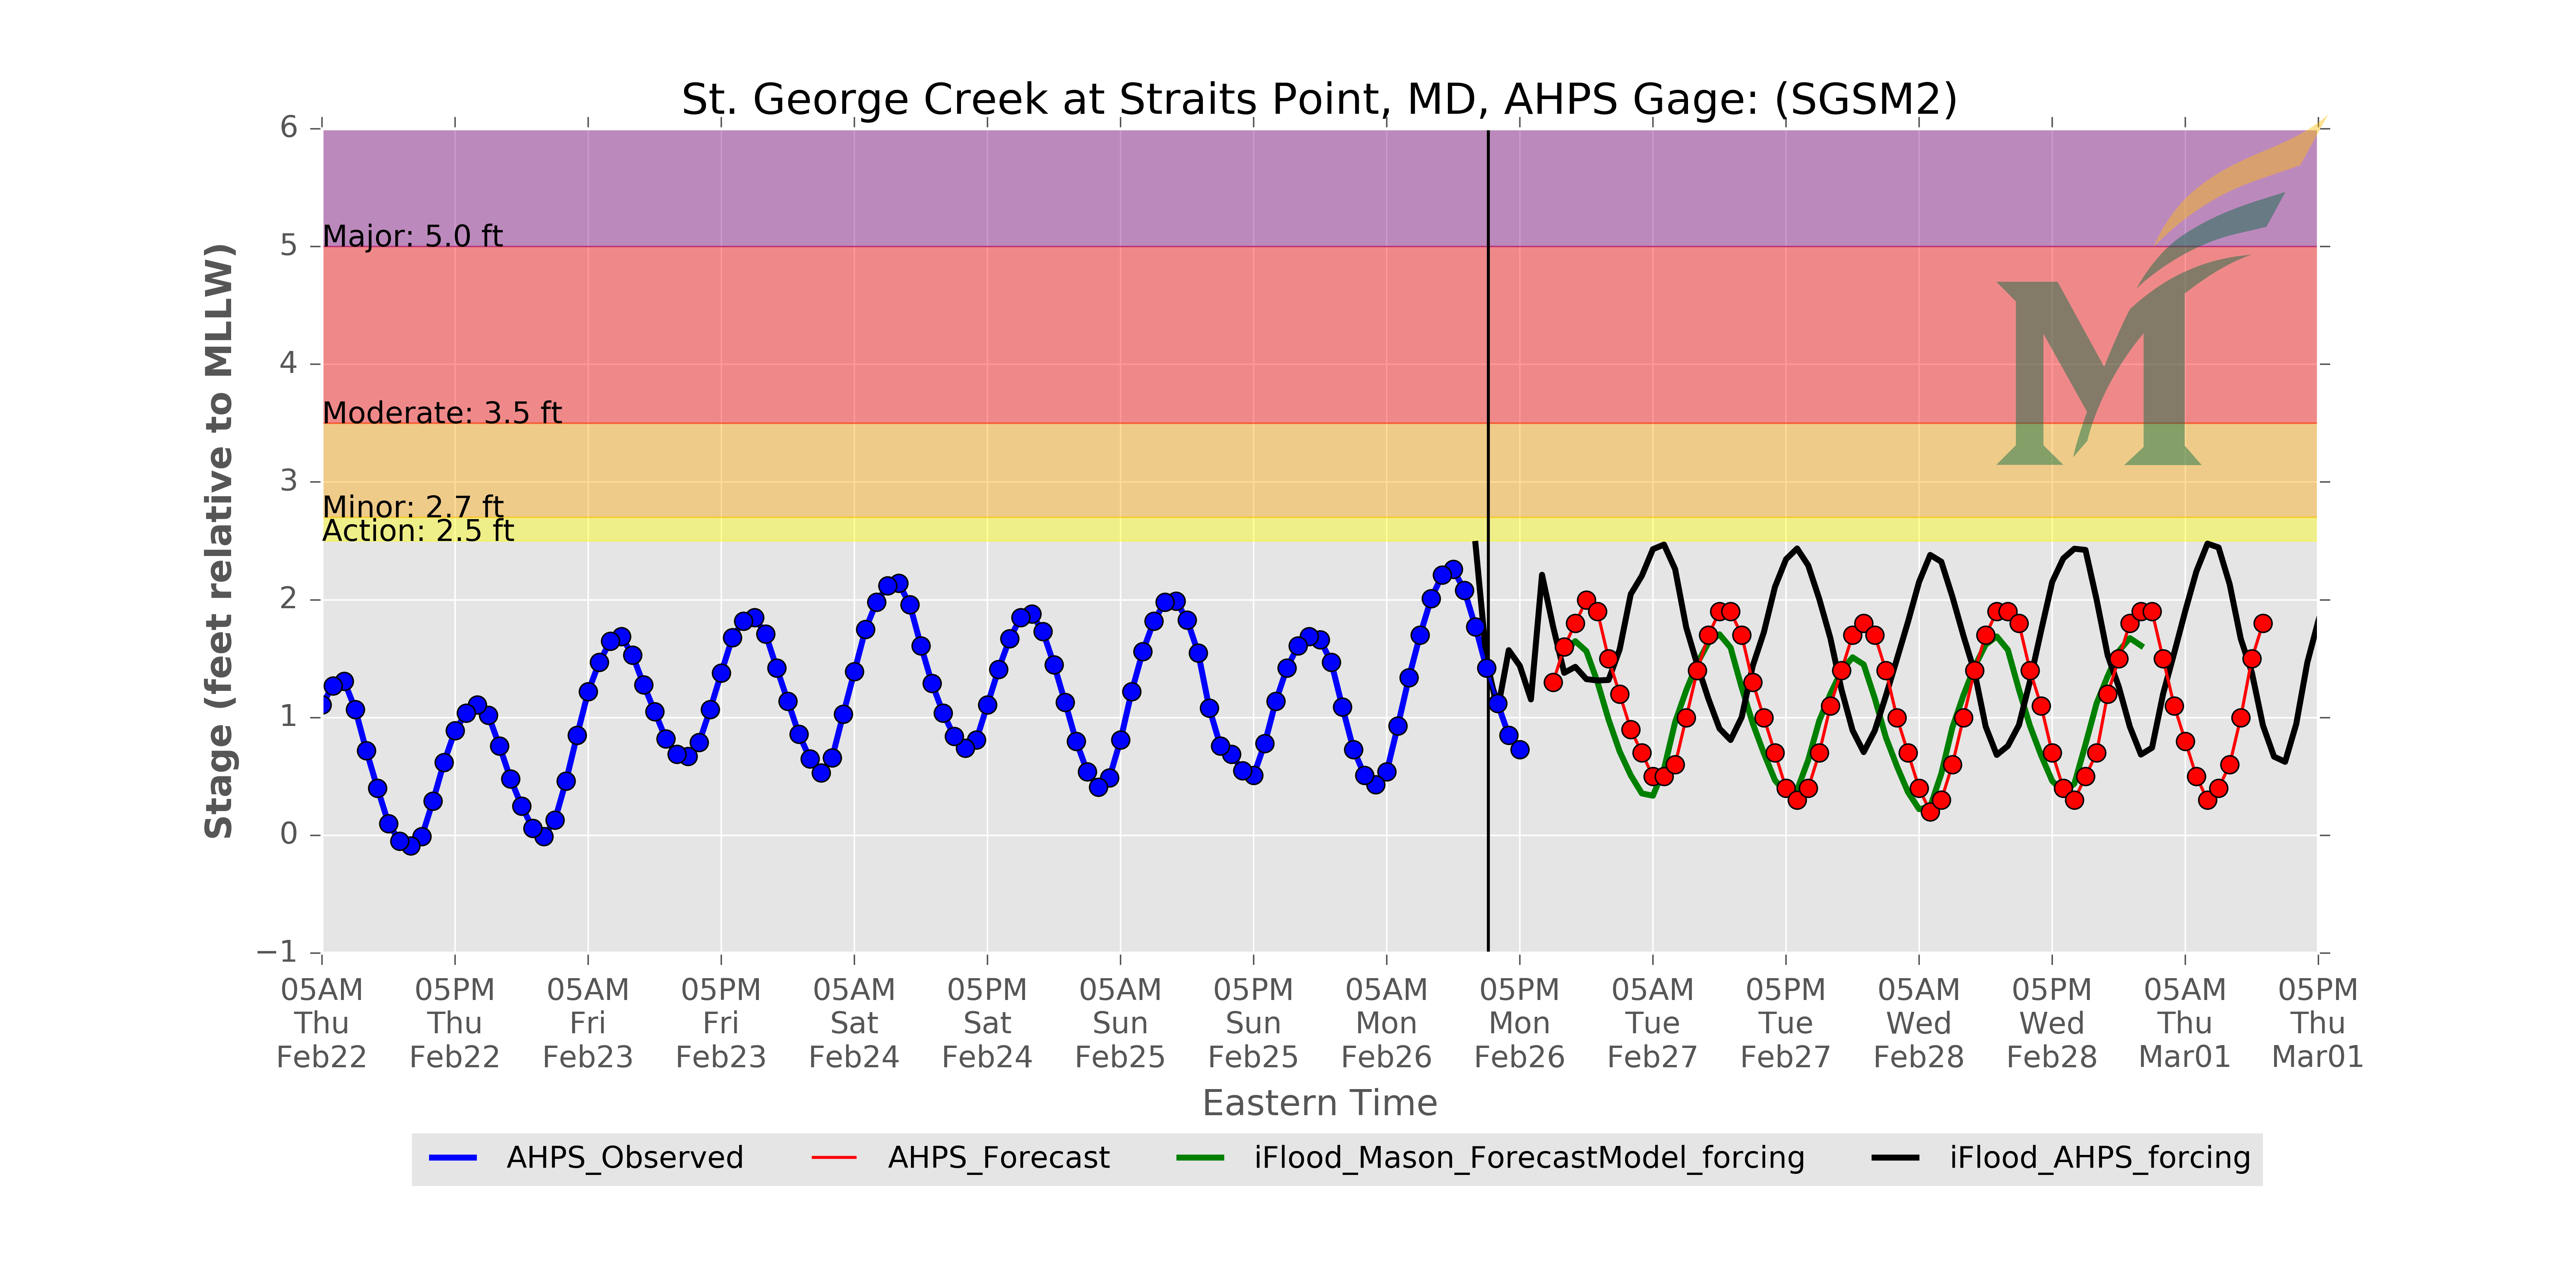 St. George Creek at Straits Point, MD, AHPS Gage: (SGSM2)
Stage (feet relative to MLLW)
6
5
4
3
2
1
0
−1
Major: 5.0 ft
Moderate: 3.5 ft
Minor: 2.7 ft
Action: 2.5 ft
M
05AM 05PM 05AM 05PM 05AM 05PM 05AM 05PM 05AM 05PM 05AM 05PM 05AM 05PM 05AM 05PM
Thu Thu Fri Fri Sat Sat Sun Sun Mon Mon Tue Tue Wed Wed Thu Thu
Feb22 Feb22 Feb23 Feb23 Feb24 Feb24 Feb25 Feb25 Feb26 Feb26 Feb27 Feb27 Feb28 Feb28 Mar01 Mar01
Eastern Time
AHPS_Observed AHPS_Forecast iFlood_Mason_ForecastModel_forcing iFlood_AHPS_forcing